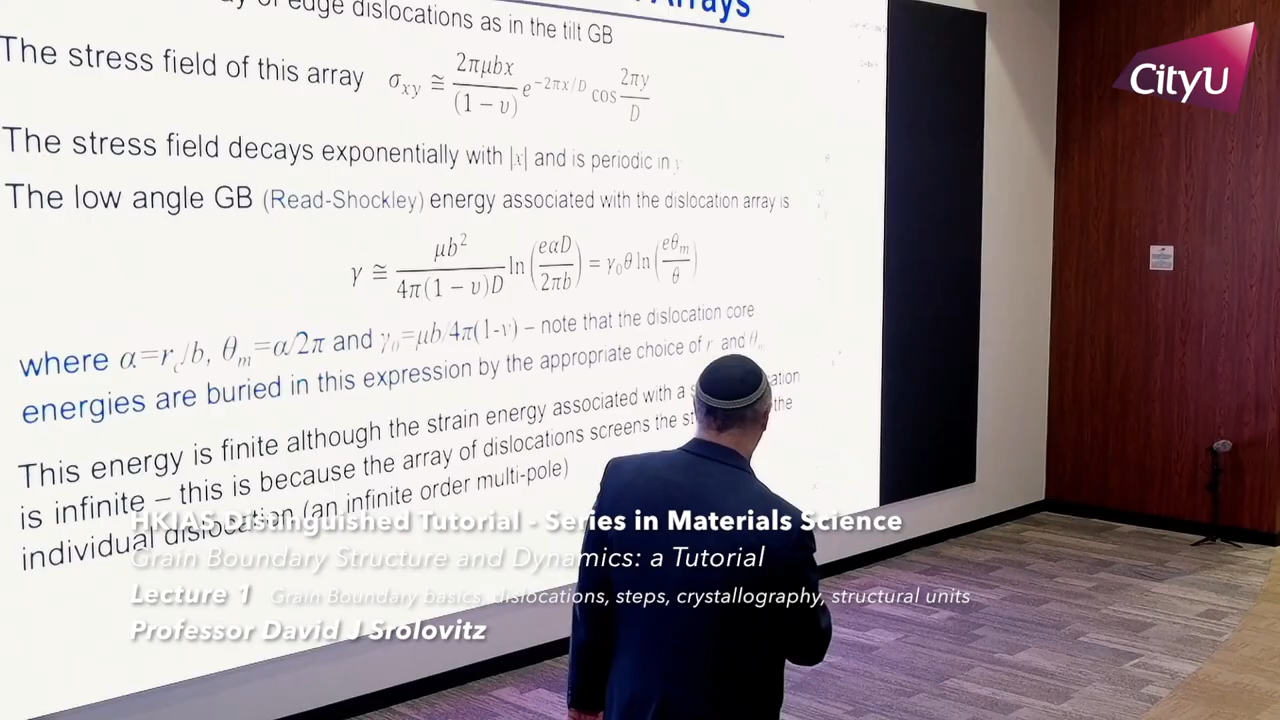 edge dislocations as in the tilt GB
Arrays
The stress field of this array σxy ≅ 2πμbx/(1 − υ) e^−2πx/D cos 2πy/D
The stress field decays exponentially with |x| and is periodic in y
The low angle GB (Read-Shockley) energy associated with the dislocation array is
γ ≅ μb²/4π(1 − υ)D ln(eαD/2πb) = γ₀θ ln(eθm/θ)
where α=rc/b, θm=α/2π and γ₀=μb/4π(1-ν) – note that the dislocation core
energies are buried in this expression by the appropriate choice of r and θ
This energy is finite although the strain energy associated with a
is infinite – this is because the array of dislocations screens the the
individual dislocation (an infinite order multi-pole)
HKIAS Distinguished Tutorial - Series in Materials Science
Grain Boundary Structure and Dynamics: a Tutorial
Lecture 1 Grain Boundary basics, dislocations, steps, crystallography, structural units
Professor David J Srolovitz
CityU